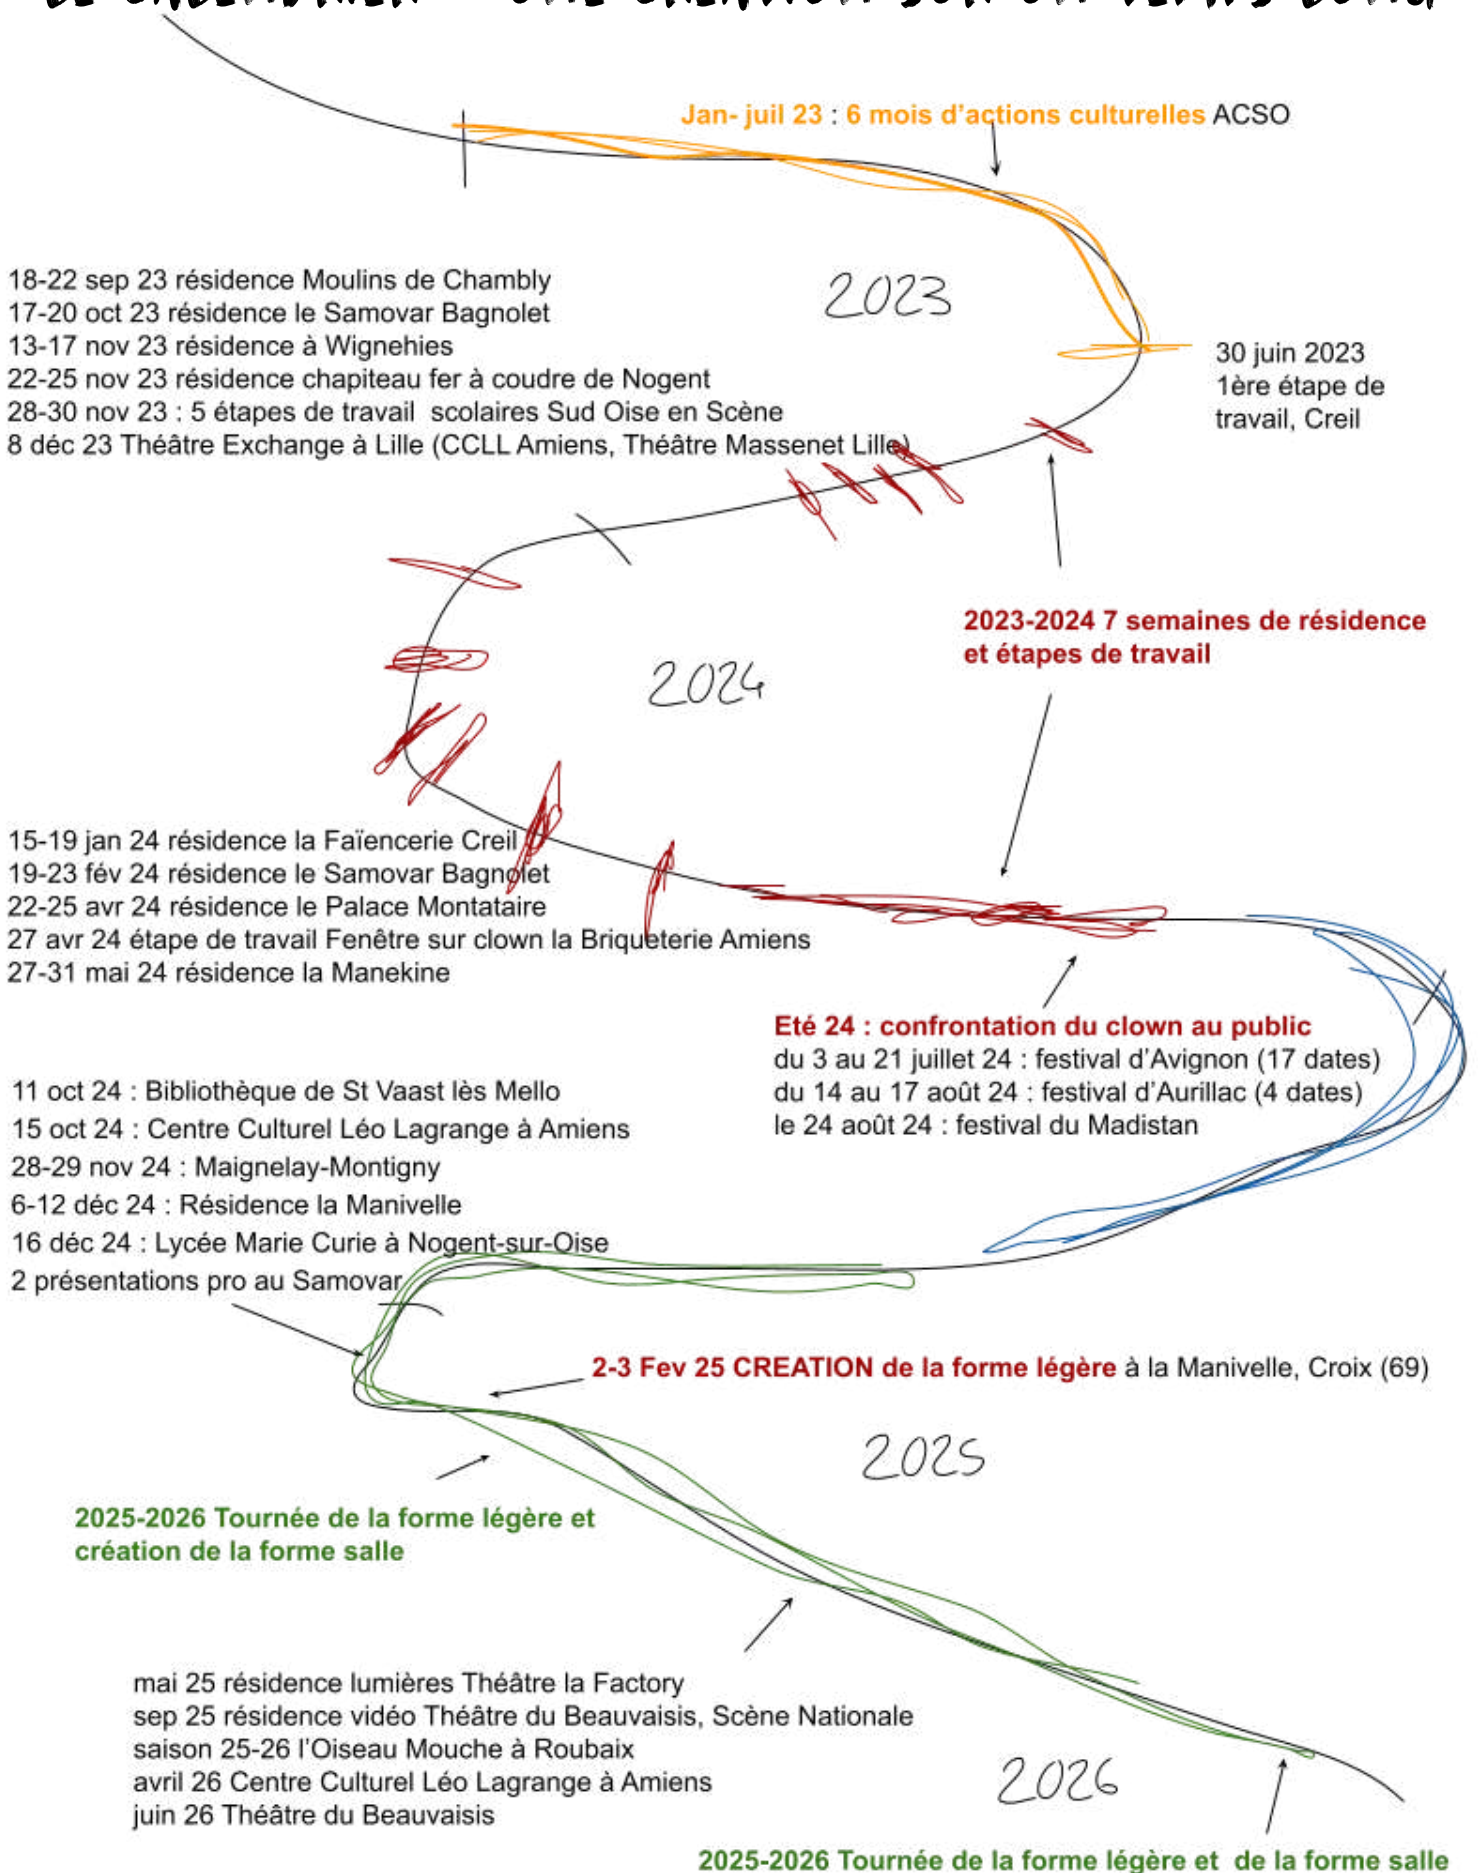 LE CALENDRIER - UNE CREATION SUR UN TEMPS LONG
Jan- juil 23 : 6 mois d'actions culturelles ACSO
2023
18-22 sep 23 résidence Moulins de Chambly
17-20 oct 23 résidence le Samovar Bagnolet
13-17 nov 23 résidence à Wignehies
22-25 nov 23 résidence chapiteau fer à coudre de Nogent
28-30 nov 23 : 5 étapes de travail  scolaires Sud Oise en Scène
8 déc 23 Théâtre Exchange à Lille (CCLL Amiens, Théâtre Massenet Lille)
30 juin 2023
1ère étape de
travail, Creil
2023-2024 7 semaines de résidence
et étapes de travail
2024
15-19 jan 24 résidence la Faïencerie Creil
19-23 fév 24 résidence le Samovar Bagnolet
22-25 avr 24 résidence le Palace Montataire
27 avr 24 étape de travail Fenêtre sur clown la Briqueterie Amiens
27-31 mai 24 résidence la Manekine
Eté 24 : confrontation du clown au public
du 3 au 21 juillet 24 : festival d'Avignon (17 dates)
du 14 au 17 août 24 : festival d'Aurillac (4 dates)
le 24 août 24 : festival du Madistan
11 oct 24 : Bibliothèque de St Vaast lès Mello
15 oct 24 : Centre Culturel Léo Lagrange à Amiens
28-29 nov 24 : Maignelay-Montigny
6-12 déc 24 : Résidence la Manivelle
16 déc 24 : Lycée Marie Curie à Nogent-sur-Oise
2 présentations pro au Samovar
2-3 Fev 25 CREATION de la forme légère à la Manivelle, Croix (69)
2025
2025-2026 Tournée de la forme légère et
création de la forme salle
mai 25 résidence lumières Théâtre la Factory
sep 25 résidence vidéo Théâtre du Beauvaisis, Scène Nationale
saison 25-26 l'Oiseau Mouche à Roubaix
avril 26 Centre Culturel Léo Lagrange à Amiens
juin 26 Théâtre du Beauvaisis
2026
2025-2026 Tournée de la forme légère et  de la forme salle